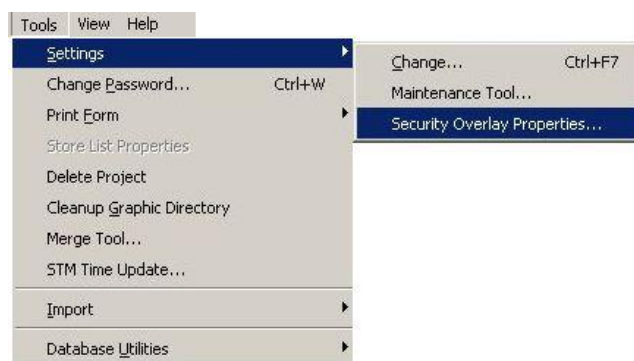 Tools View Help
Settings
Change Password... Ctrl+W
Print Form
Store List Properties
Delete Project
Cleanup Graphic Directory
Merge Tool...
STM Time Update...
Import
Database Utilities
Change... Ctrl+F7
Maintenance Tool...
Security Overlay Properties...